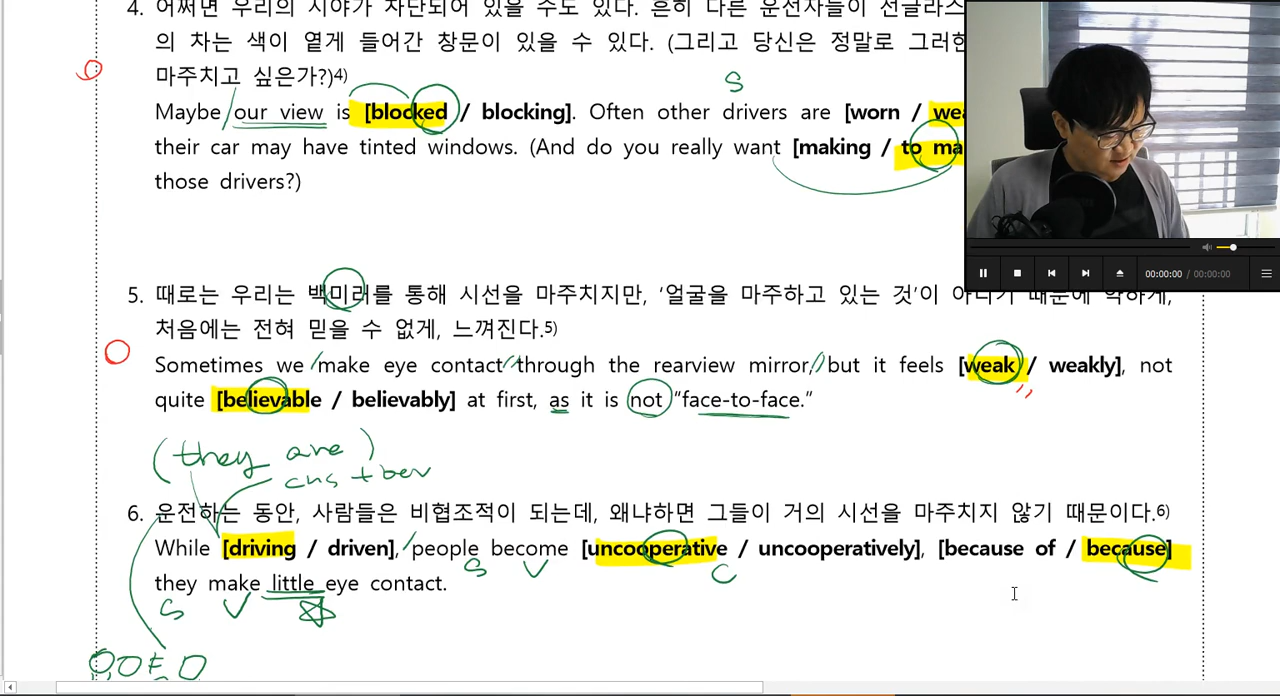 4. 어쩌면 우리의 시야가 차단되어 있을 수도 있다. 흔히 다른 운전자들이 선글라스
의 차는 색이 옅게 들어간 창문이 있을 수 있다. (그리고 당신은 정말로 그러한
마주치고 싶은가?)4)
S
Maybe our view is [blocked / blocking]. Often other drivers are [worn /
their car may have tinted windows. (And do you really want [making / to
those drivers?)
00:00:00 / 00:00:00
5. 때로는 우리는 백미러를 통해 시선을 마주치지만, '얼굴을 마주하고 있는 것'이 아니기 때문에 약하게,
처음에는 전혀 믿을 수 없게, 느껴진다.5)
Sometimes we make eye contact through the rearview mirror, but it feels [weak / weakly], not
quite [believable / believably] at first, as it is not "face-to-face."
(they are)
6. 운전하는 동안, 사람들은 비협조적이 되는데, 왜냐하면 그들이 거의 시선을 마주치지 않기 때문이다.6)
While [driving / driven], people become [uncooperative / uncooperatively], [because of / because]
S V C
they make little eye contact.
S V